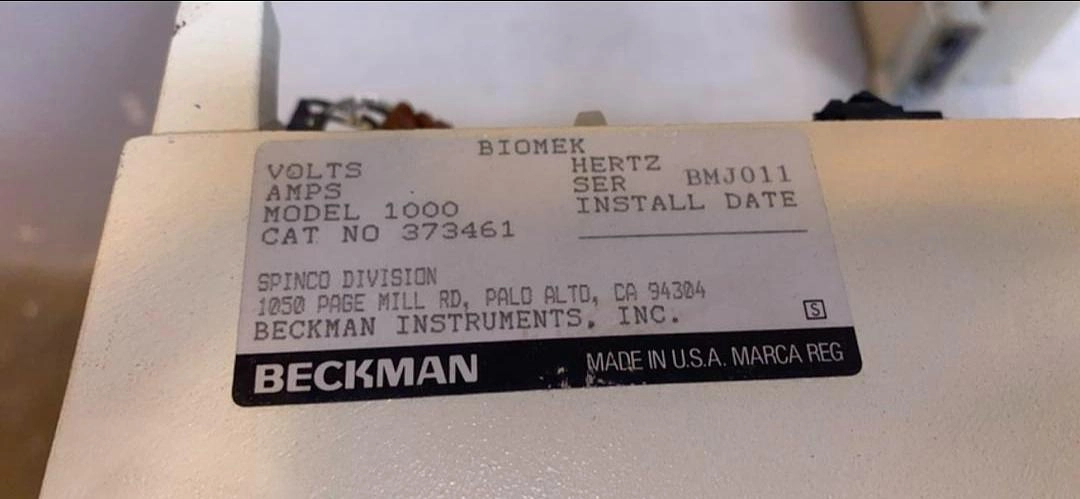 BIOMEK
VOLTS HERTZ
AMPS SER BMJ011
MODEL 1000 INSTALL DATE
CAT NO 373461
SPINCO DIVISION
1050 PAGE MILL RD, PALO ALTO, CA 94304
BECKMAN INSTRUMENTS, INC.
S
BECKMAN MADE IN U.S.A. MARCA REG